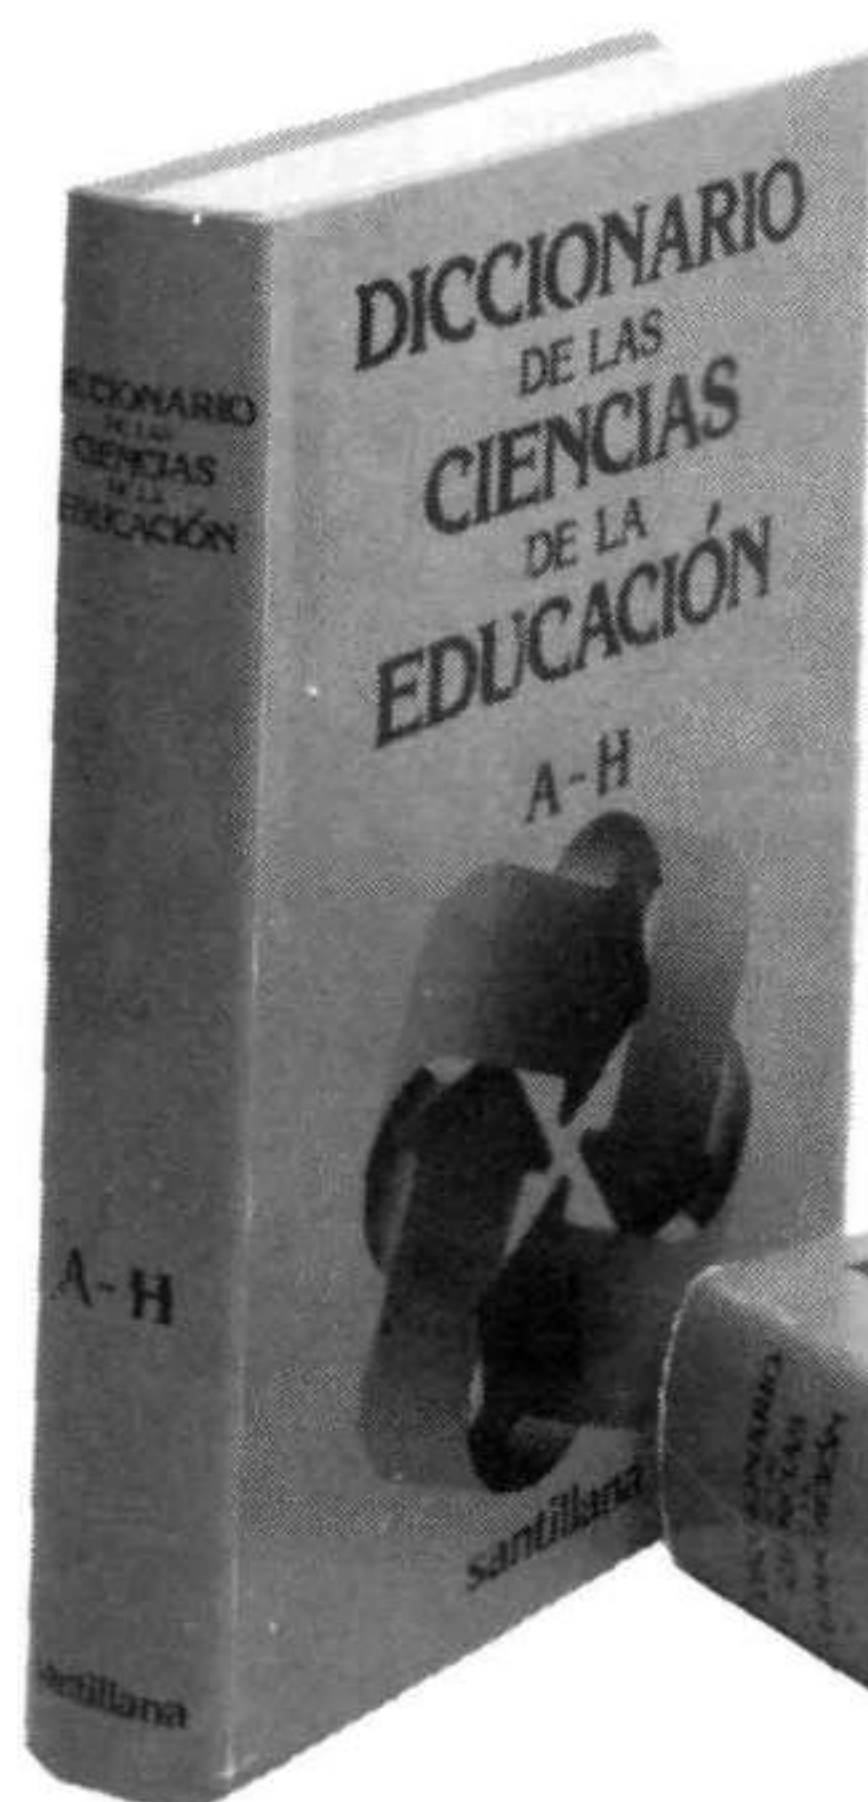 DICCIONARIO
DE LAS
CIENCIAS
DE LA
EDUCACIÓN
A-H
santillana
DICCIONARIO
DE LAS
CIENCIAS
DE LA
EDUCACIÓN
A-H
santillana